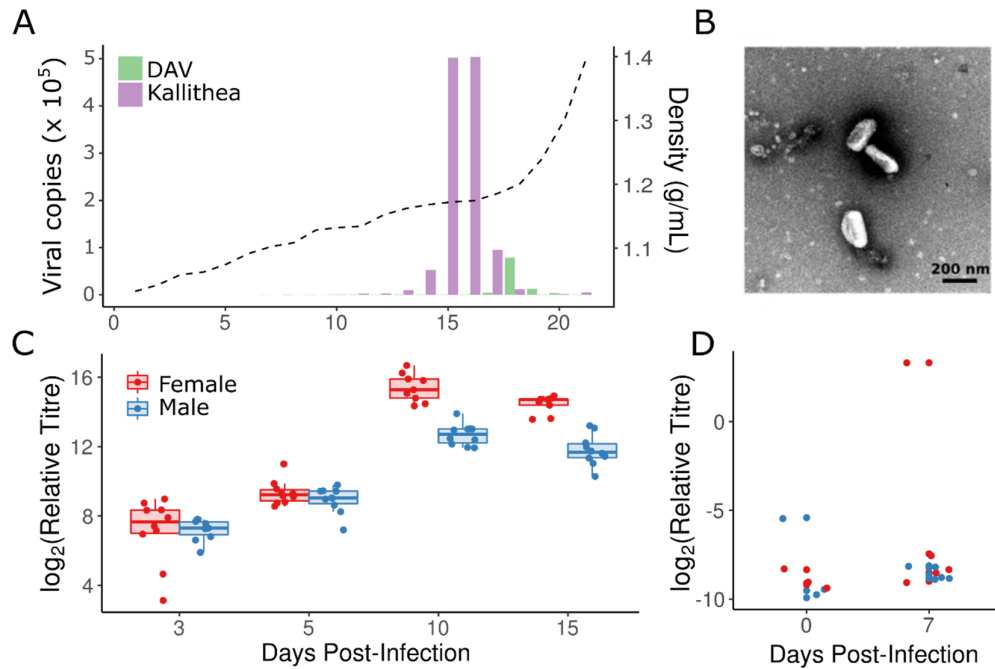 A
Viral copies (x 10⁵)
5
4
3
2
1
0
DAV
Kallithea
1.4
1.3
1.2
1.1
Density (g/mL)
0 5 10 15 20
B
200 nm
C
log₂(Relative Titre)
16
12
8
4
Female
Male
3 5 10 15
Days Post-Infection
D
log₂(Relative Titre)
0
-5
-10
0 7
Days Post-Infection